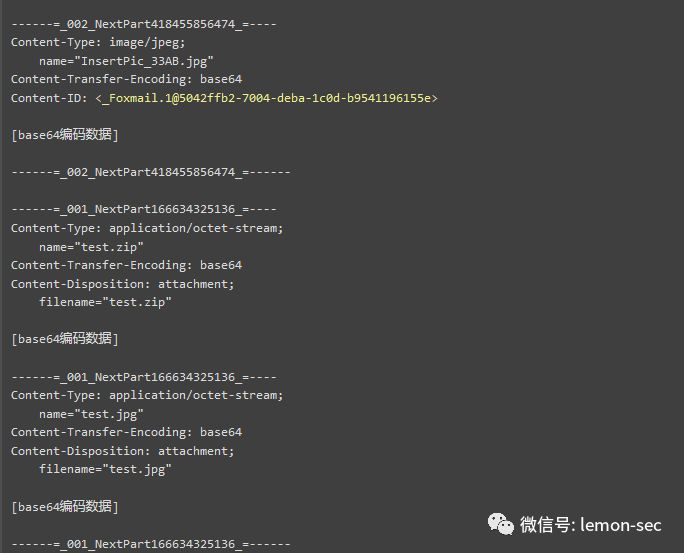 ------=_002_NextPart418455856474_=----
Content-Type: image/jpeg;
    name="InsertPic_33AB.jpg"
Content-Transfer-Encoding: base64
Content-ID: <_Foxmail.1@5042ffb2-7004-deba-1c0d-b9541196155e>
[base64编码数据]
------=_002_NextPart418455856474_=------
------=_001_NextPart166634325136_=----
Content-Type: application/octet-stream;
    name="test.zip"
Content-Transfer-Encoding: base64
Content-Disposition: attachment;
    filename="test.zip"
[base64编码数据]
------=_001_NextPart166634325136_=----
Content-Type: application/octet-stream;
    name="test.jpg"
Content-Transfer-Encoding: base64
Content-Disposition: attachment;
    filename="test.jpg"
[base64编码数据]
------=_001_NextPart166634325136_=------
微信号: lemon-sec